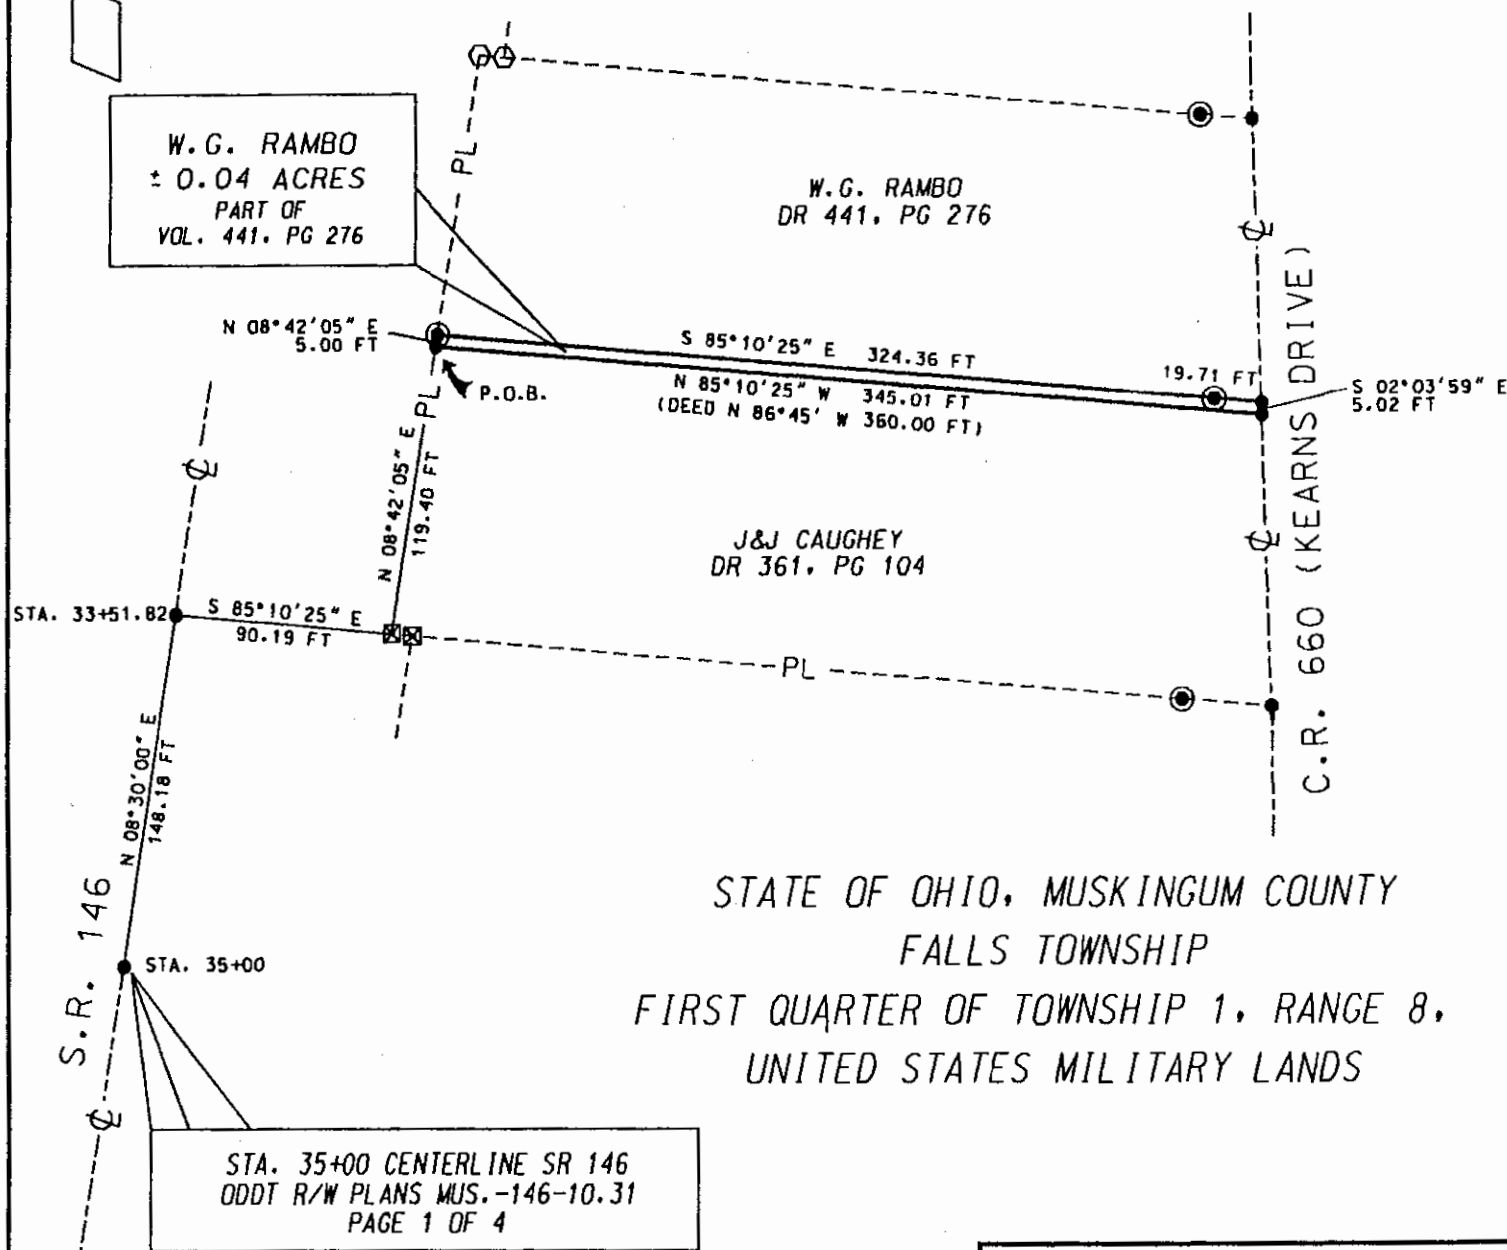 W.G. RAMBO
± 0.04 ACRES
PART OF
VOL. 441, PG 276
PL
W.G. RAMBO
DR 441, PG 276
N 08°42'05" E
5.00 FT
S 85°10'25" E 324.36 FT
19.71 FT
N 85°10'25" W 345.01 FT
(DEED N 86°45' W 360.00 FT)
S 02°03'59" E
5.02 FT
P.O.B.
PL
N 08°42'05" E
119.40 FT
C.R. 660 (KEARNS DRIVE)
J&J CAUGHEY
DR 361, PG 104
STA. 33+51.82
S 85°10'25" E
90.19 FT
PL
N 08°30'00" E
148.18 FT
S.R. 146
STA. 35+00
STATE OF OHIO, MUSKINGUM COUNTY
FALLS TOWNSHIP
FIRST QUARTER OF TOWNSHIP 1, RANGE 8,
UNITED STATES MILITARY LANDS
STA. 35+00 CENTERLINE SR 146
ODOT R/W PLANS MUS.-146-10.31
PAGE 1 OF 4